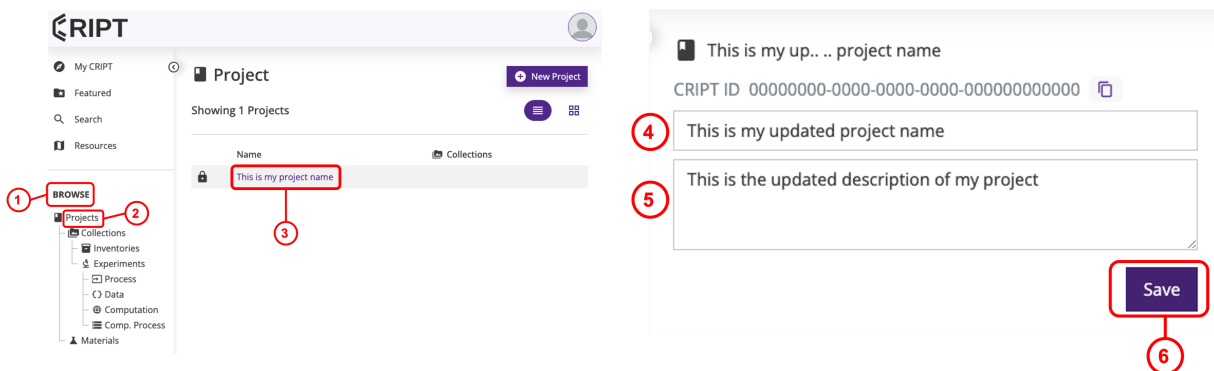 CRIPT
My CRIPT
Featured
Search
Resources
BROWSE
Projects
Collections
Inventories
Experiments
Process
Data
Computation
Comp. Process
Materials
1
2
Project
New Project
Showing 1 Projects
Name Collections
This is my project name
3
This is my up.. .. project name
CRIPT ID 00000000-0000-0000-0000-000000000000
4 This is my updated project name
5 This is the updated description of my project
Save
6